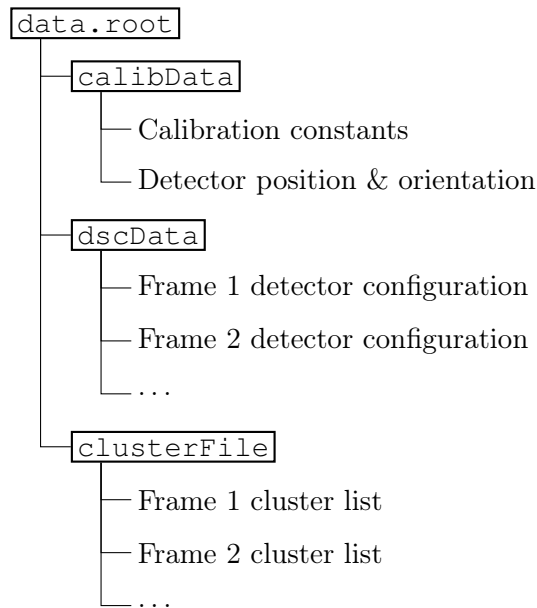 data.root
calibData
Calibration constants
Detector position & orientation
dscData
Frame 1 detector configuration
Frame 2 detector configuration
...
clusterFile
Frame 1 cluster list
Frame 2 cluster list
...